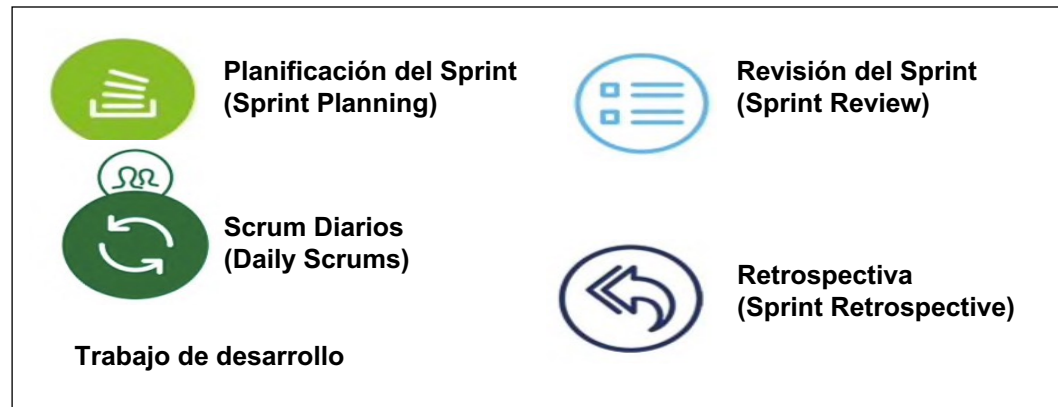 Planificación del Sprint
(Sprint Planning)
Scrum Diarios
(Daily Scrums)
Trabajo de desarrollo
Revisión del Sprint
(Sprint Review)
Retrospectiva
(Sprint Retrospective)